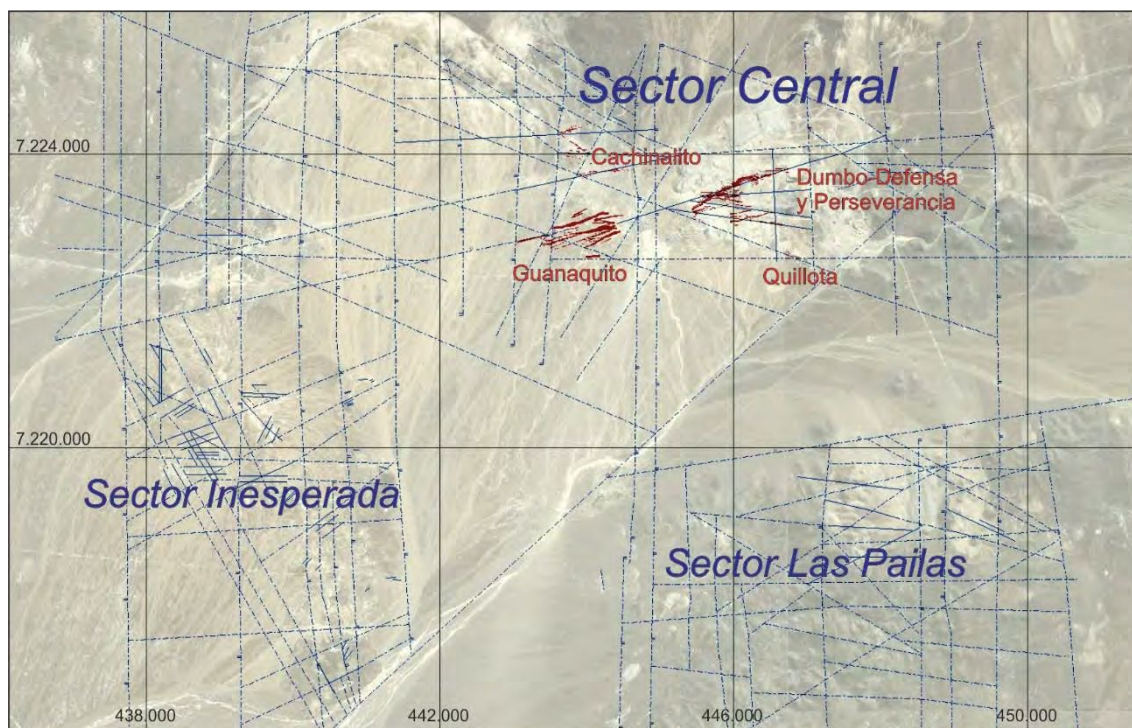 Sector Central
7.224.000
Cachinalito
Dumbo-Defensa
y Perseverancia
Guanaquito
Quillota
7.220.000
Sector Inesperada
Sector Las Pailas
438.000
442.000
446.000
450.000